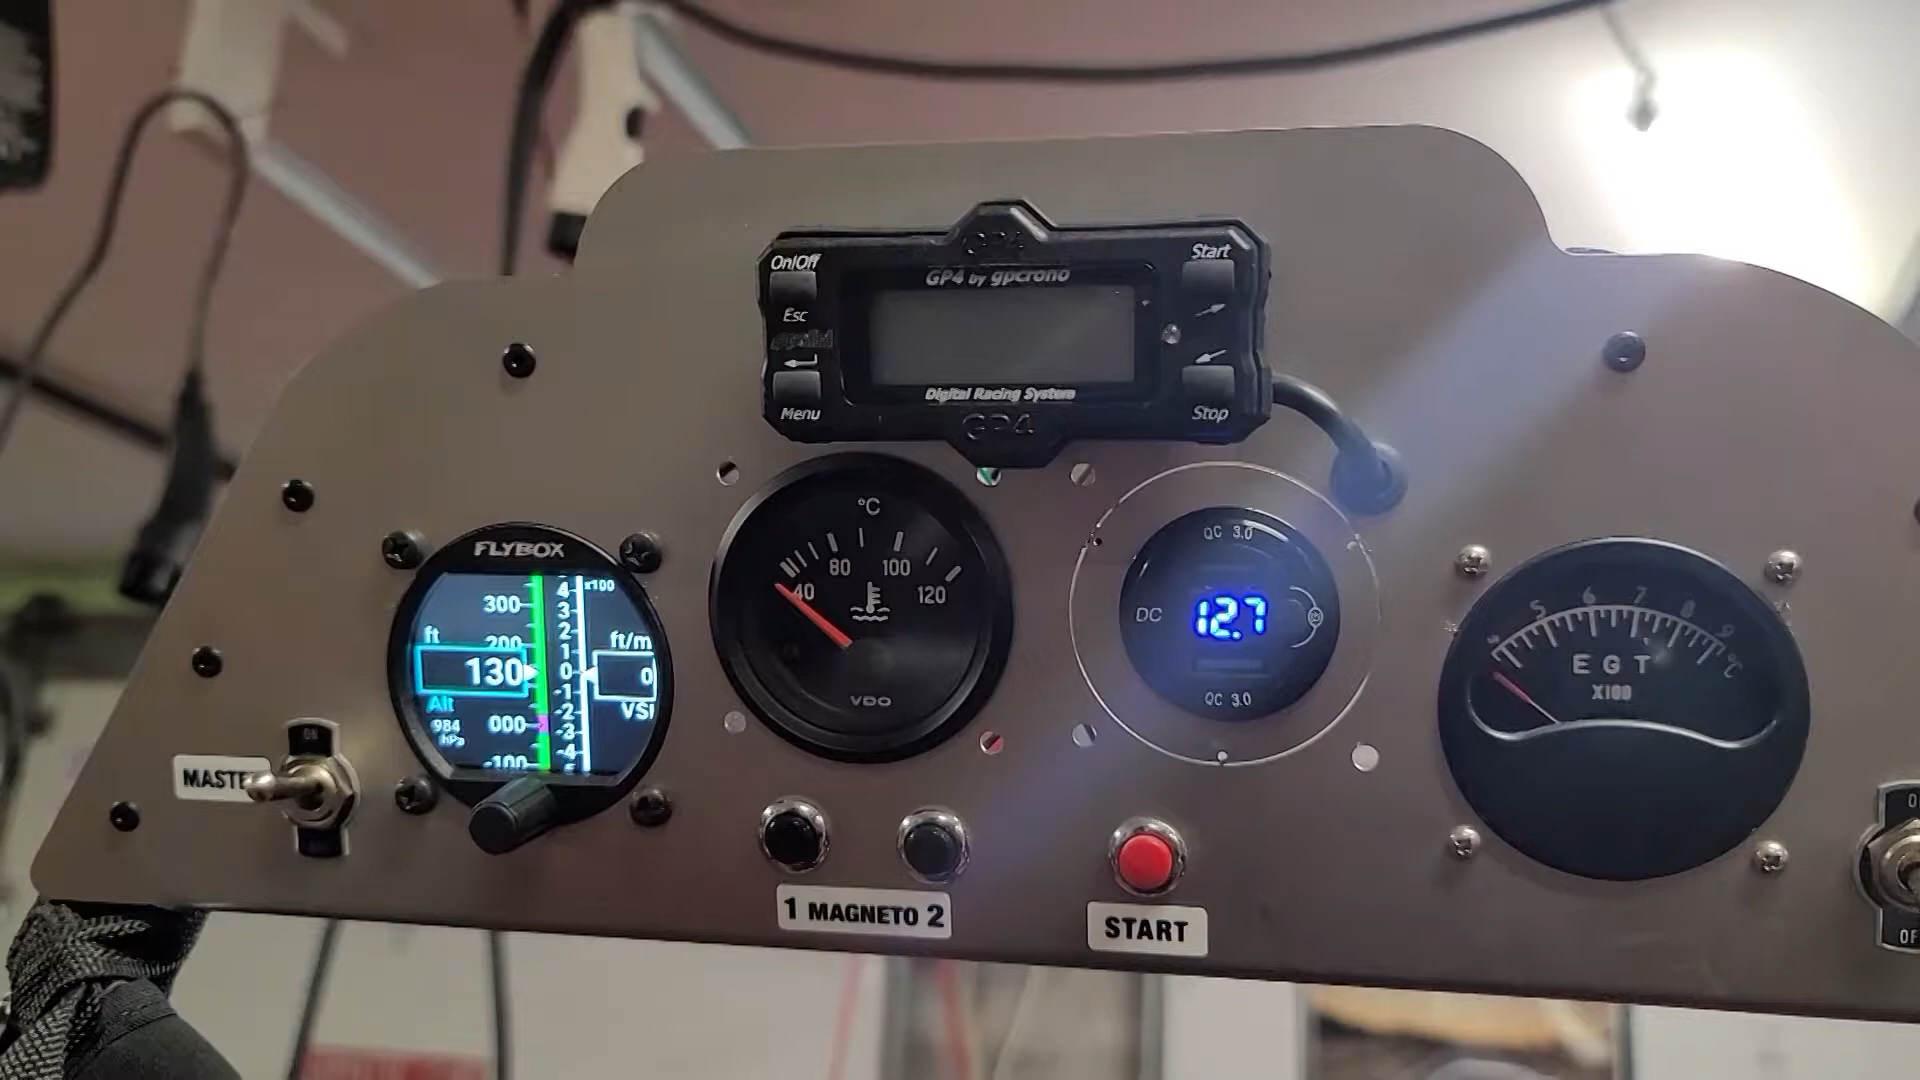 GP4
On/Off
Start
GP4 by gpcrono
Esc
Digital Racing System
Menu
Stop
GP4
FLYBOX
ft
300
200
130
Alt
984
hPa
000
-100
4
3
2
1
0
-1
-2
-3
-4
x100
ft/m
0
VSI
°C
40
80
100
120
VDO
QC 3.0
DC
12.7
QC 3.0
4
5
6
7
8
9
°C
EGT
X100
ON
MASTE
1 MAGNETO 2
START
O
OF